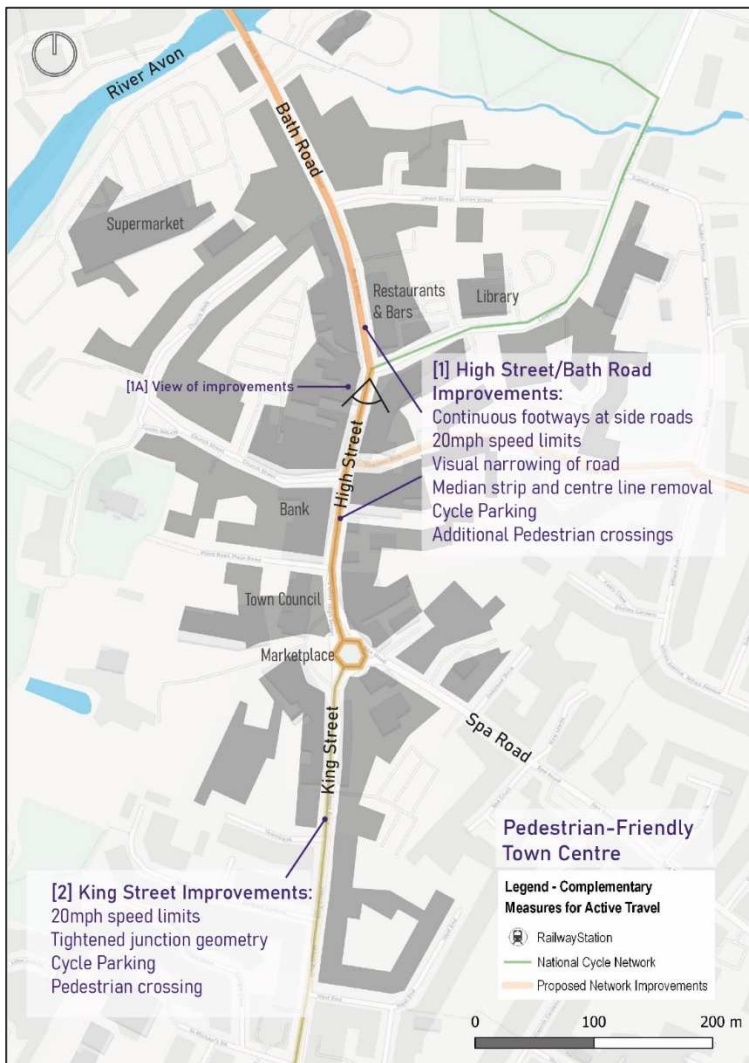 River Avon
Bath Road
Supermarket
Restaurants
& Bars
Library
[1A] View of improvements
[1] High Street/Bath Road
Improvements:
Continuous footways at side roads
20mph speed limits
Visual narrowing of road
Median strip and centre line removal
Cycle Parking
Additional Pedestrian crossings
High Street
Bank
Town Council
Marketplace
King Street
Spa Road
[2] King Street Improvements:
20mph speed limits
Tightened junction geometry
Cycle Parking
Pedestrian crossing
Pedestrian-Friendly
Town Centre
Legend - Complementary
Measures for Active Travel
RailwayStation
National Cycle Network
Proposed Network Improvements
0 100 200 m